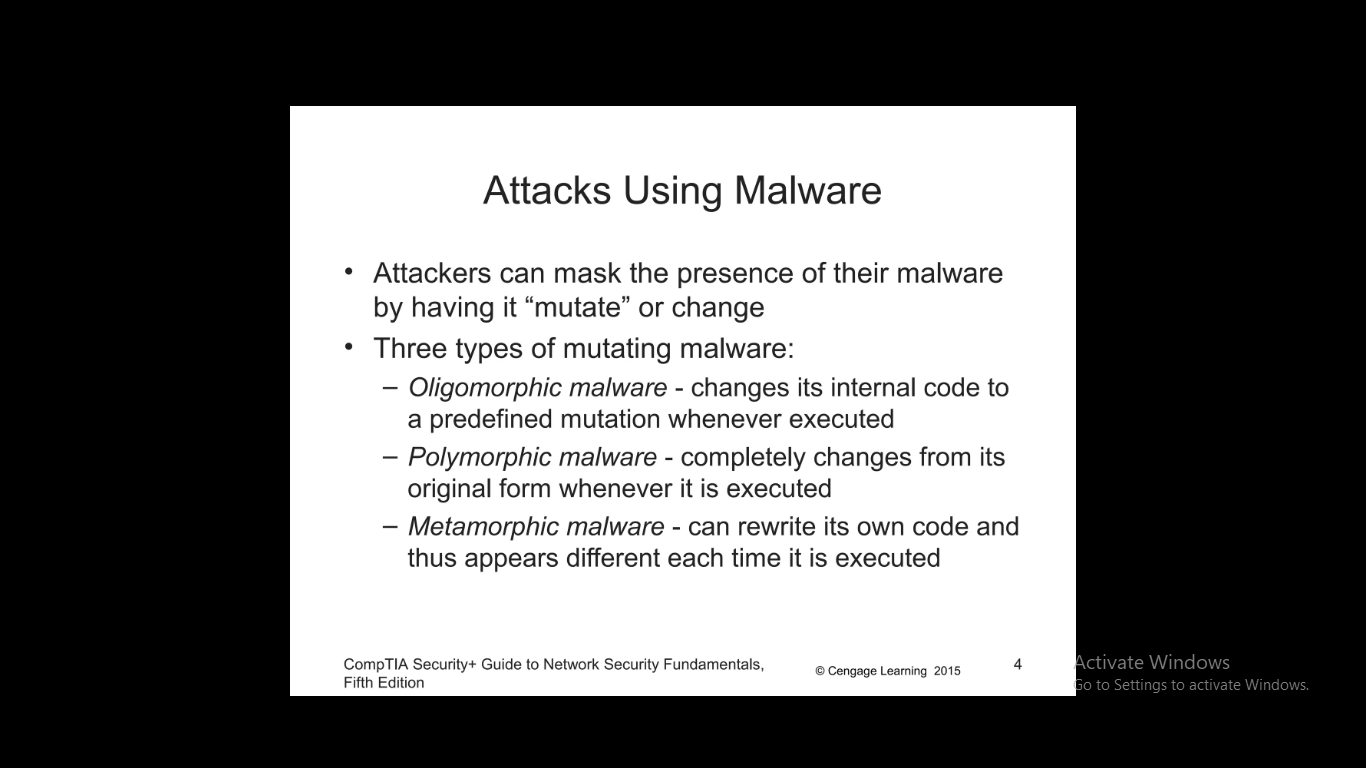 Attacks Using Malware
• Attackers can mask the presence of their malware
by having it “mutate” or change
• Three types of mutating malware:
– Oligomorphic malware - changes its internal code to
a predefined mutation whenever executed
– Polymorphic malware - completely changes from its
original form whenever it is executed
– Metamorphic malware - can rewrite its own code and
thus appears different each time it is executed
CompTIA Security+ Guide to Network Security Fundamentals,
Fifth Edition
© Cengage Learning 2015
4
Activate Windows
Go to Settings to activate Windows.